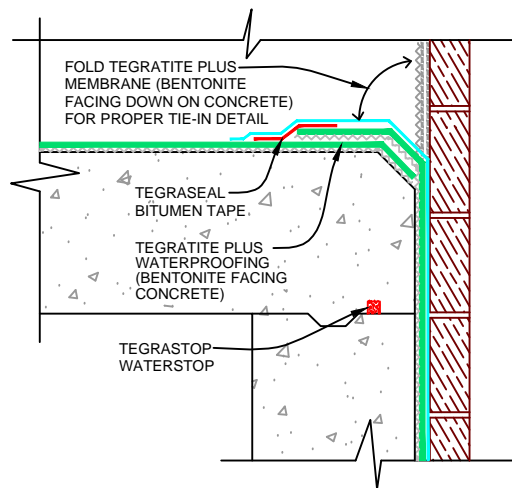 FOLD TEGRATITE PLUS
MEMBRANE (BENTONITE
FACING DOWN ON CONCRETE)
FOR PROPER TIE-IN DETAIL
TEGRASEAL
BITUMEN TAPE
TEGRATITE PLUS
WATERPROOFING
(BENTONITE FACING
CONCRETE)
TEGRASTOP
WATERSTOP